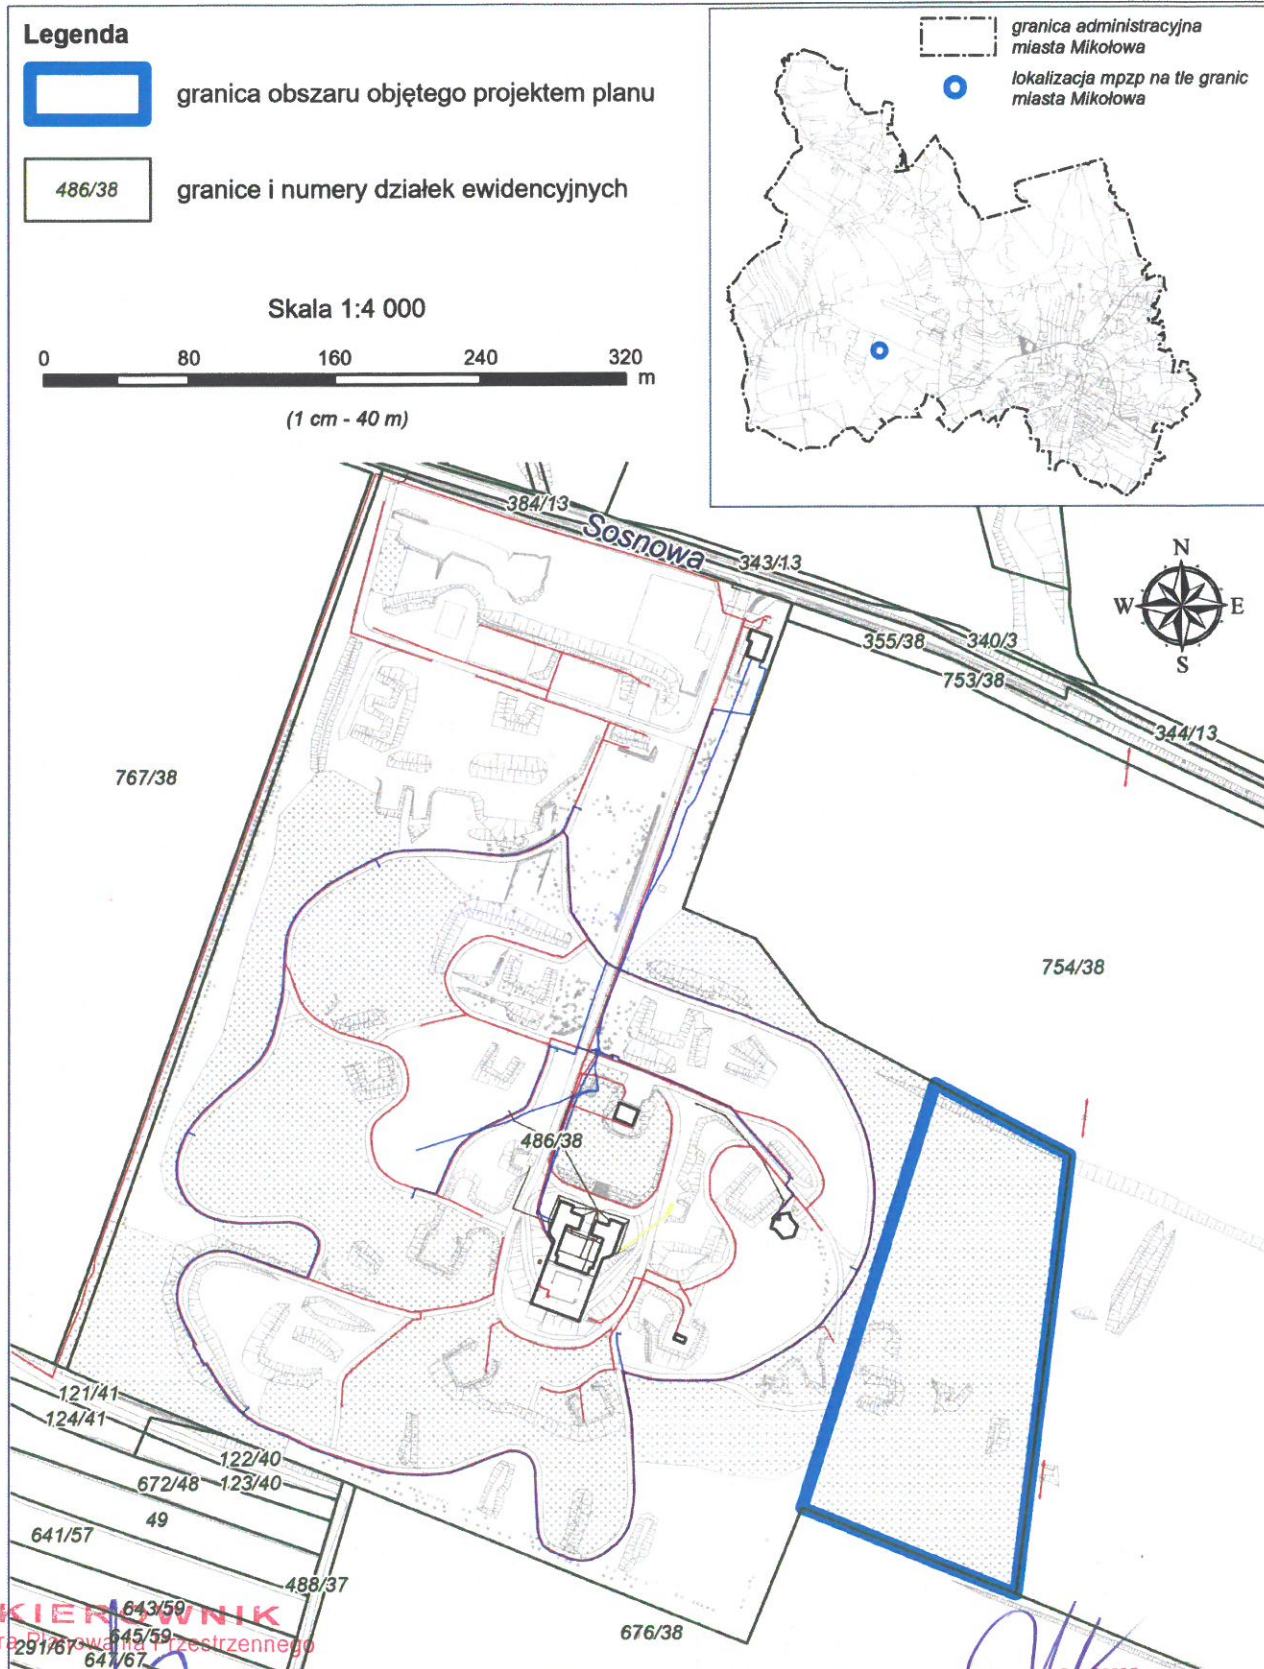 Legenda
granica obszaru objętego projektem planu
486/38
granice i numery działek ewidencyjnych
Skala 1:4 000
0 80 160 240 320
m
(1 cm - 40 m)
granica administracyjna
miasta Mikołowa
lokalizacja mpzp na tle granic
miasta Mikołowa
384/13
Sosnowa
343/13
N
W E
S
355/38
340/3
753/38
344/13
767/38
754/38
486/38
121/41
124/41
122/40
672/48
123/40
49
641/57
488/37
643/59
KIEROWNIK
645/59
Planowania Przestrzennego
291/67
647/67
676/38